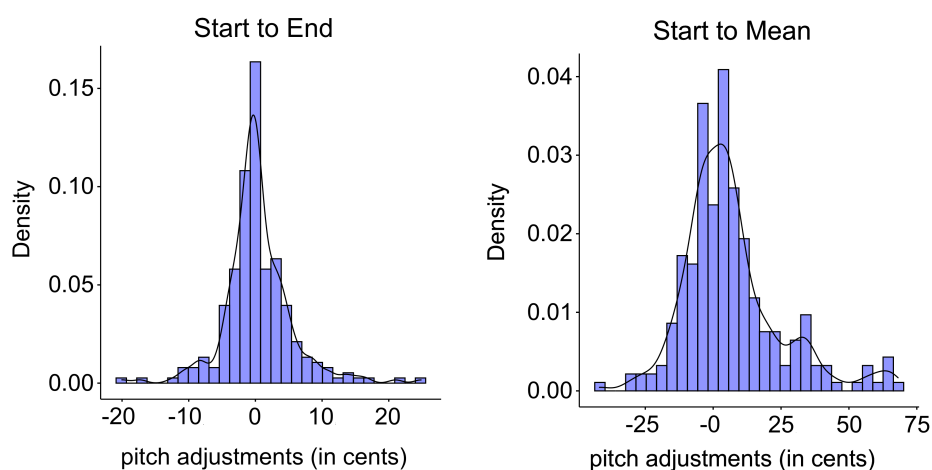 Start to End
Density
0.15
0.10
0.05
0.00
-20 -10 0 10 20
pitch adjustments (in cents)
Start to Mean
Density
0.04
0.03
0.02
0.01
0.00
-25 -0 25 50 75
pitch adjustments (in cents)